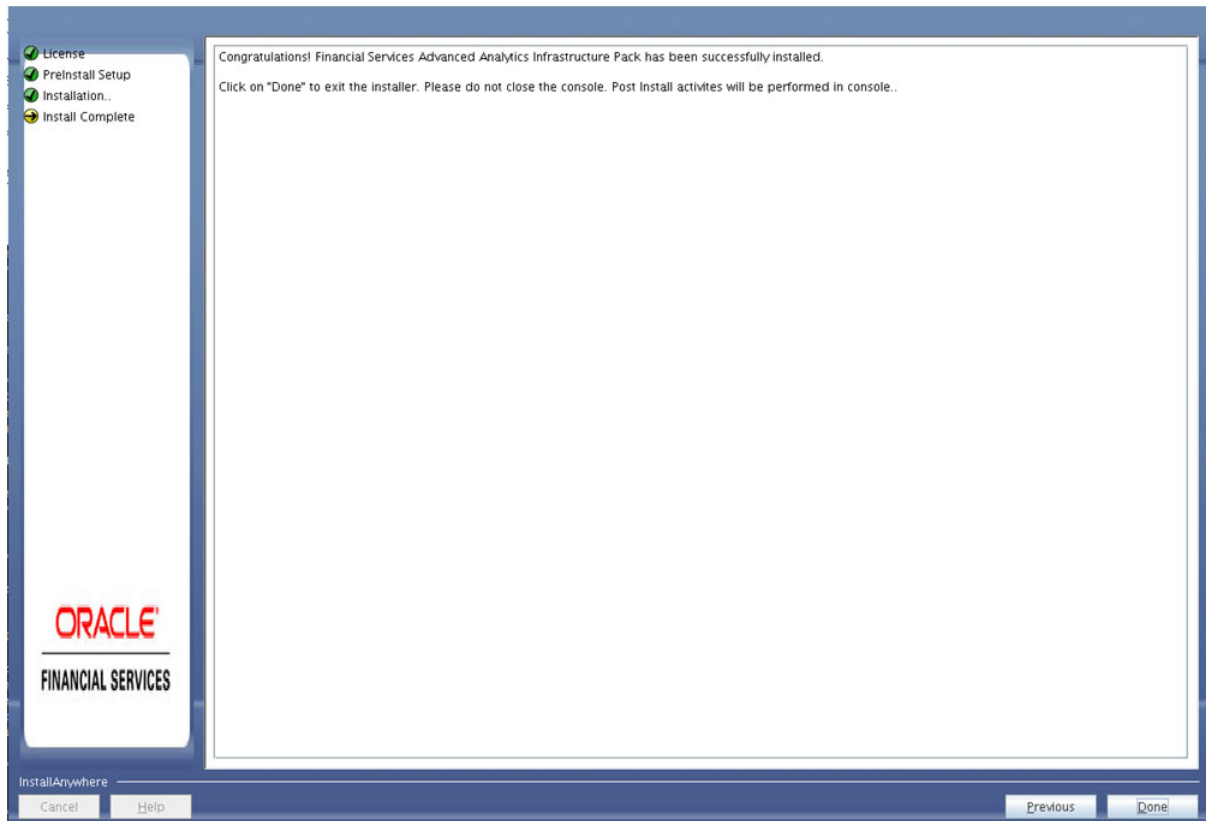 License
PreInstall Setup
Installation..
Install Complete
Congratulations! Financial Services Advanced Analytics Infrastructure Pack has been successfully installed.
Click on "Done" to exit the installer. Please do not close the console. Post Install activites will be performed in console..
ORACLE
FINANCIAL SERVICES
InstallAnywhere
Cancel Help Previous Done